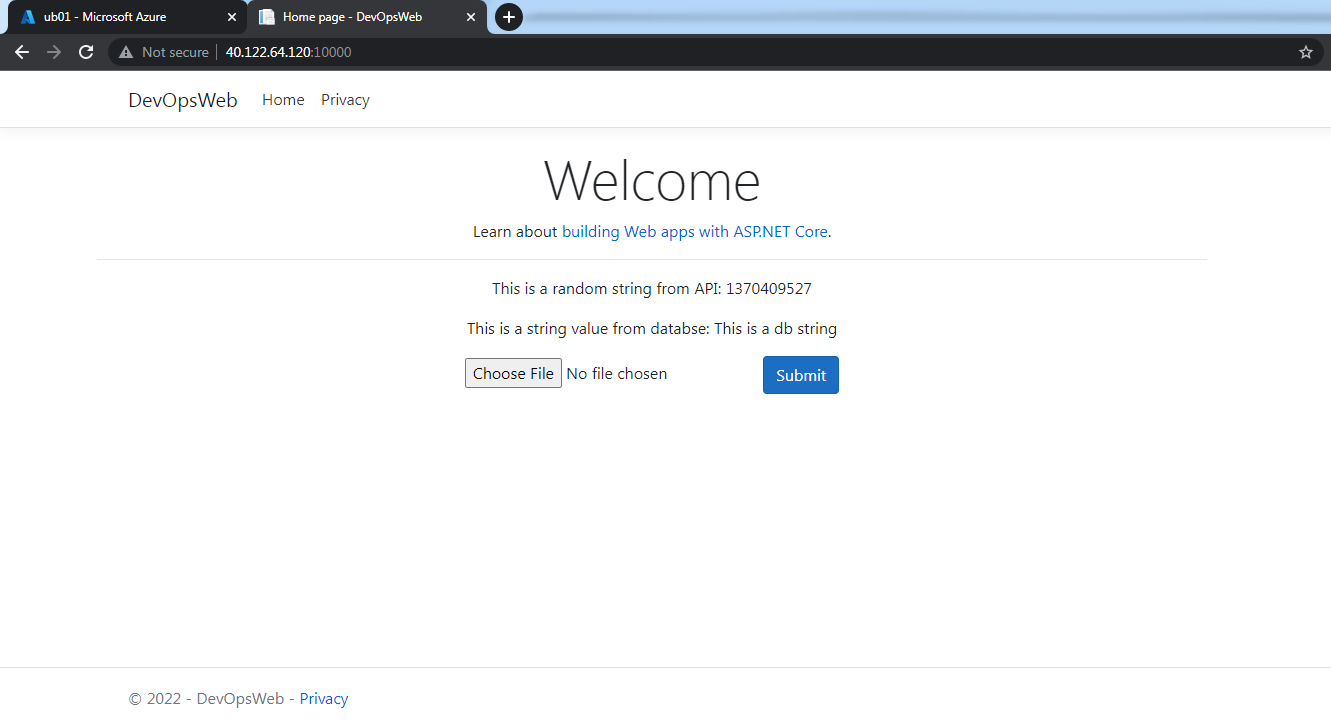 ub01 - Microsoft Azure
Home page - DevOpsWeb
Not secure
40.122.64.120:10000
DevOpsWeb Home Privacy
Welcome
Learn about building Web apps with ASP.NET Core.
This is a random string from API: 1370409527
This is a string value from databse: This is a db string
Choose File No file chosen Submit
© 2022 - DevOpsWeb - Privacy